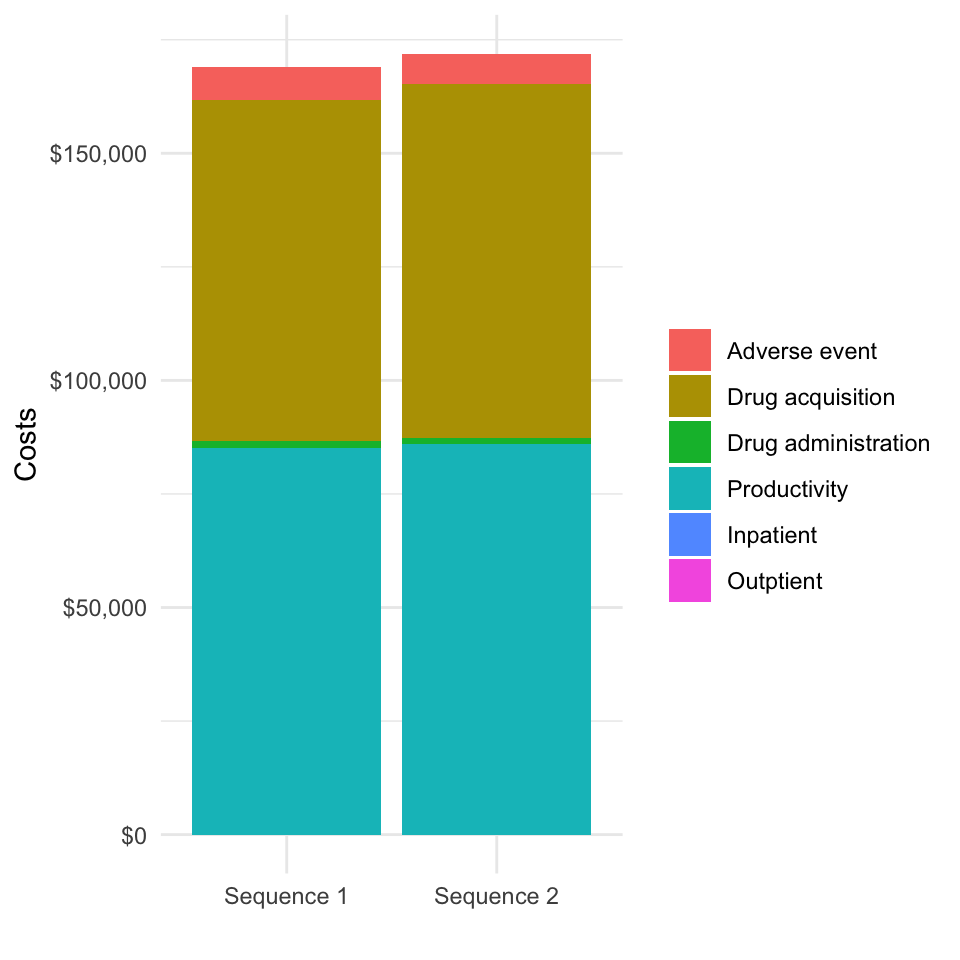 Costs
$150,000
$100,000
$50,000
$0
Sequence 1
Sequence 2
Adverse event
Drug acquisition
Drug administration
Productivity
Inpatient
Outptient